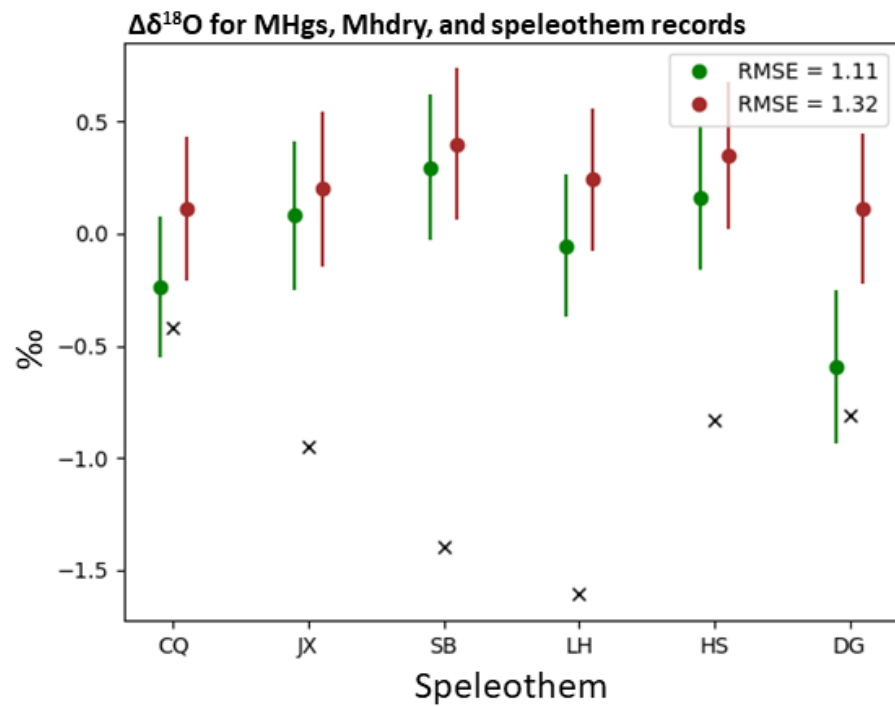 Δδ¹⁸O for MHgs, Mhdry, and speleothem records
RMSE = 1.11
RMSE = 1.32
0.5
0.0
−0.5
−1.0
−1.5
‰
CQ JX SB LH HS DG
Speleothem